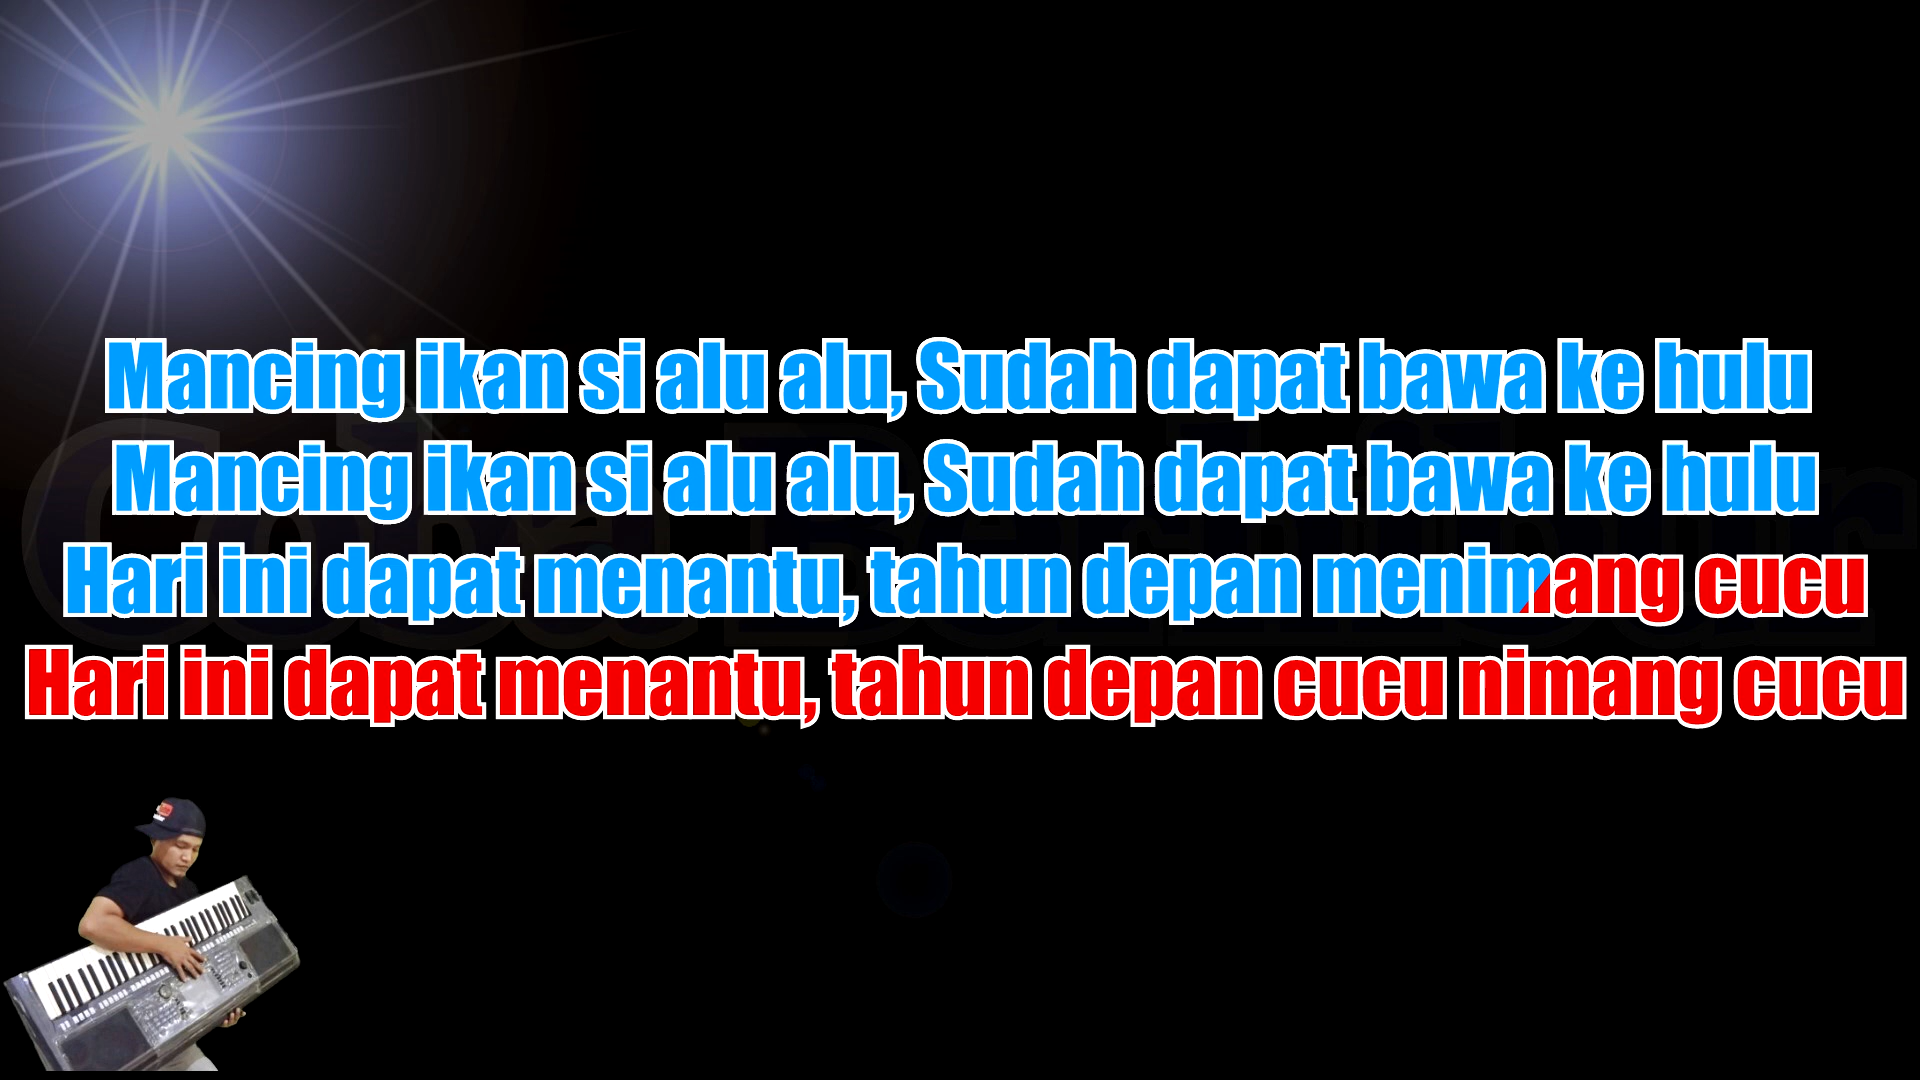 Mancing ikan si alu alu, Sudah dapat bawa ke hulu
Mancing ikan si alu alu, Sudah dapat bawa ke hulu
Hari ini dapat menantu, tahun depan menimang cucu
Hari ini dapat menantu, tahun depan cucu nimang cucu